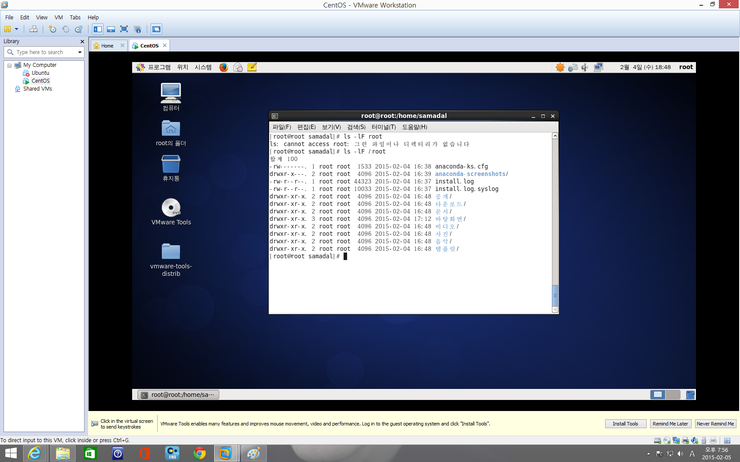 CentOS - VMware Workstation
File Edit View VM Tabs Help
Library
Type here to search
My Computer
Ubuntu
CentOS
Shared VMs
Home CentOS
프로그램 위치 시스템 2월 4일 (수) 18:48 root
컴퓨터
root의 폴더
휴지통
VMware Tools
vmware-tools-
distrib
root@root:/home/samadal
파일(F) 편집(E) 보기(V) 검색(S) 터미널(T) 도움말(H)
[root@root samadal]# ls -lF root
ls: cannot access root: 그런 파일이나 디렉터리가 없습니다
[root@root samadal]# ls -lF /root
합계 100
-rw-------. 1 root root 1533 2015-02-04 16:38 anaconda-ks.cfg
drwxr-x---. 2 root root 4096 2015-02-04 16:39 anaconda-screenshots/
-rw-r--r--. 1 root root 44323 2015-02-04 16:37 install.log
-rw-r--r--. 1 root root 10033 2015-02-04 16:37 install.log.syslog
drwxr-xr-x. 2 root root 4096 2015-02-04 16:48 공개/
drwxr-xr-x. 2 root root 4096 2015-02-04 16:48 다운로드/
drwxr-xr-x. 2 root root 4096 2015-02-04 16:48 문서/
drwxr-xr-x. 3 root root 4096 2015-02-04 17:12 바탕화면/
drwxr-xr-x. 2 root root 4096 2015-02-04 16:48 비디오/
drwxr-xr-x. 2 root root 4096 2015-02-04 16:48 사진/
drwxr-xr-x. 2 root root 4096 2015-02-04 16:48 음악/
drwxr-xr-x. 2 root root 4096 2015-02-04 16:48 템플릿/
[root@root samadal]#
root@root:/home/sa···
Click in the virtual screen
to send keystrokes
VMware Tools enables many features and improves mouse movement, video and performance. Log in to the guest operating system and click "Install Tools".
Install Tools Remind Me Later Never Remind Me
To direct input to this VM, click inside or press Ctrl+G.
A
오후 7:56
2015-02-05